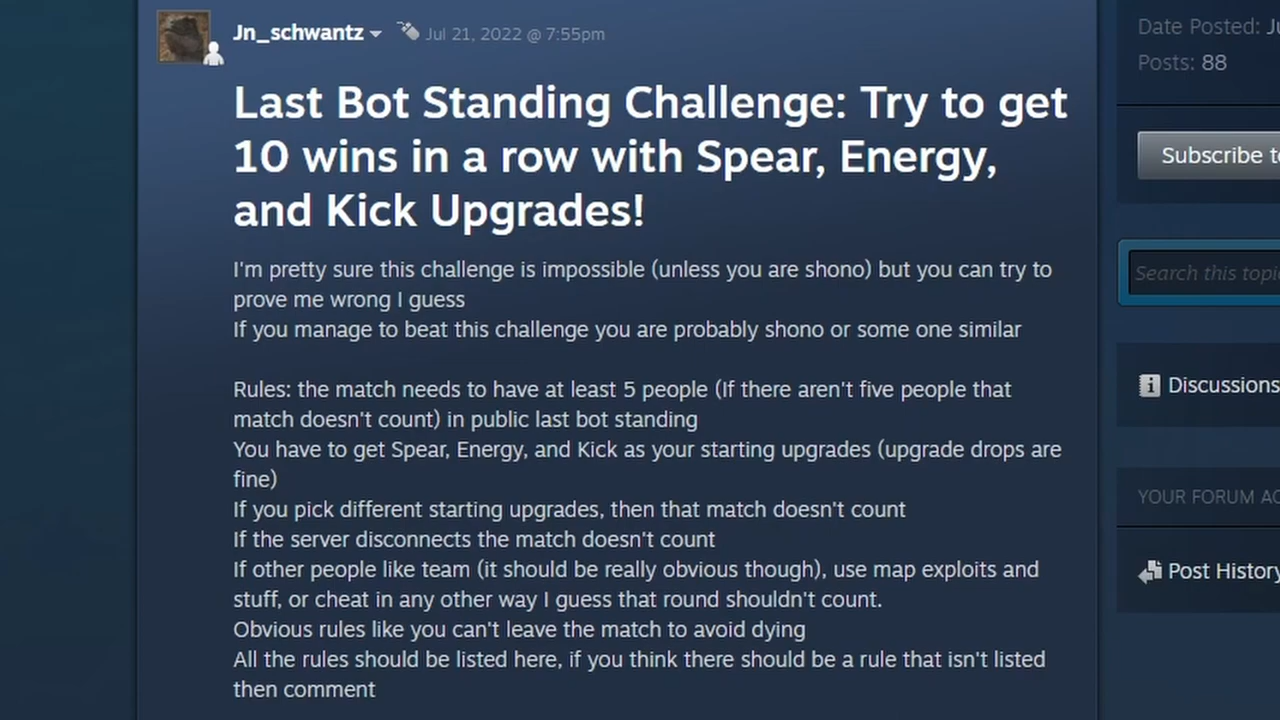 Jn_schwantz Jul 21, 2022 @ 7:55pm
Last Bot Standing Challenge: Try to get
10 wins in a row with Spear, Energy,
and Kick Upgrades!
I'm pretty sure this challenge is impossible (unless you are shono) but you can try to
prove me wrong I guess
If you manage to beat this challenge you are probably shono or some one similar
Rules: the match needs to have at least 5 people (If there aren't five people that
match doesn't count) in public last bot standing
You have to get Spear, Energy, and Kick as your starting upgrades (upgrade drops are
fine)
If you pick different starting upgrades, then that match doesn't count
If the server disconnects the match doesn't count
If other people like team (it should be really obvious though), use map exploits and
stuff, or cheat in any other way I guess that round shouldn't count.
Obvious rules like you can't leave the match to avoid dying
All the rules should be listed here, if you think there should be a rule that isn't listed
then comment
Date Posted:
Posts: 88
Subscribe
Search this
Discussions
YOUR FORUM
Post History